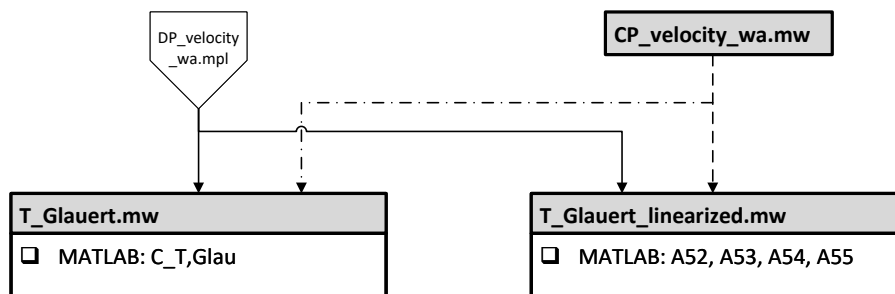 DP_velocity
_wa.mpl
CP_velocity_wa.mw
T_Glauert.mw
MATLAB: C_T,Glau
T_Glauert_linearized.mw
MATLAB: A52, A53, A54, A55